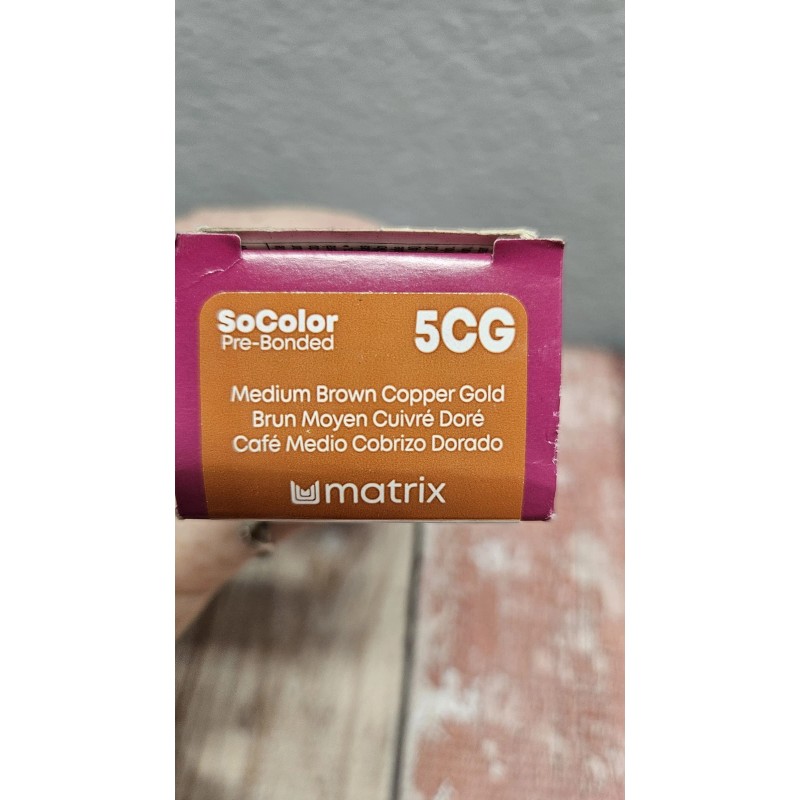 SoColor 5CG
Pre-Bonded
Medium Brown Copper Gold
Brun Moyen Cuivré Doré
Café Medio Cobrizo Dorado
matrix